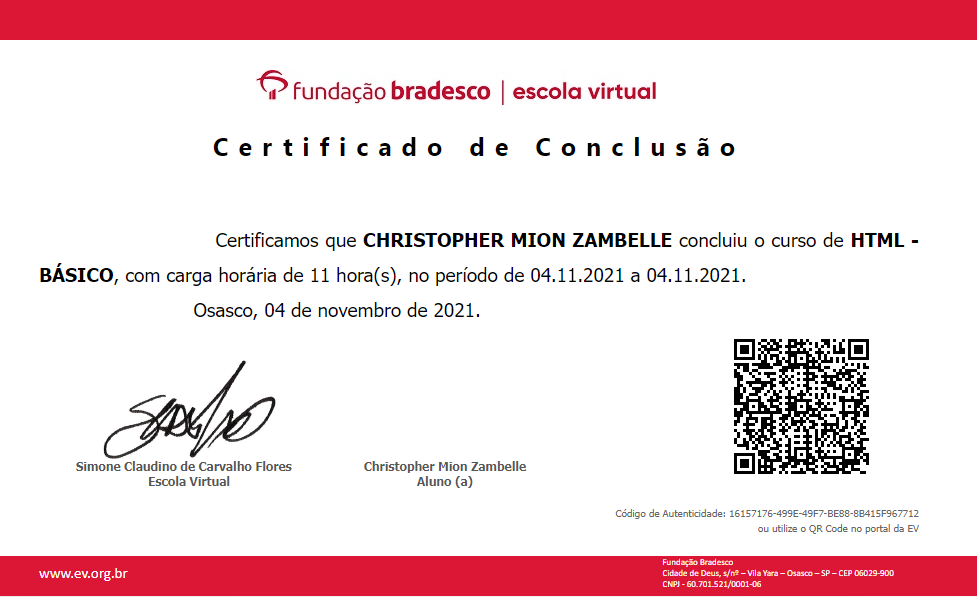 fundação bradesco | escola virtual
Certificado de Conclusão
Certificamos que CHRISTOPHER MION ZAMBELLE concluiu o curso de HTML -
BÁSICO, com carga horária de 11 hora(s), no período de 04.11.2021 a 04.11.2021.
Osasco, 04 de novembro de 2021.
Simone Claudino de Carvalho Flores
Escola Virtual
Christopher Mion Zambelle
Aluno (a)
Código de Autenticidade: 16157176-499E-49F7-BE88-8B415F967712
ou utilize o QR Code no portal da EV
www.ev.org.br
Fundação Bradesco
Cidade de Deus, s/nº – Vila Yara – Osasco – SP – CEP 06029-900
CNPJ - 60.701.521/0001-06